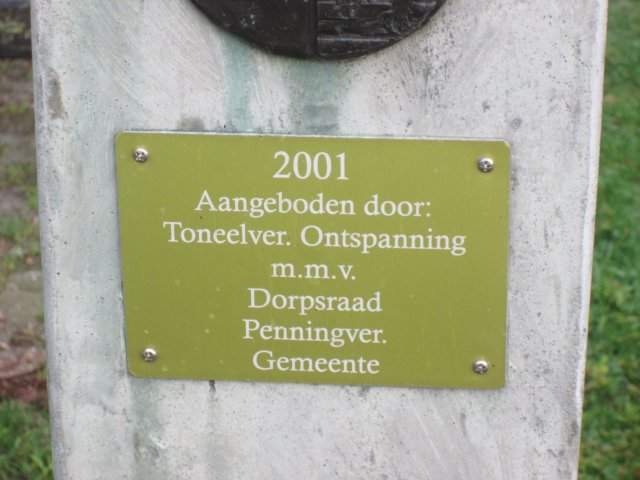 2001
Aangeboden door:
Toneelver. Ontspanning
m.m.v.
Dorpsraad
Penningver.
Gemeente